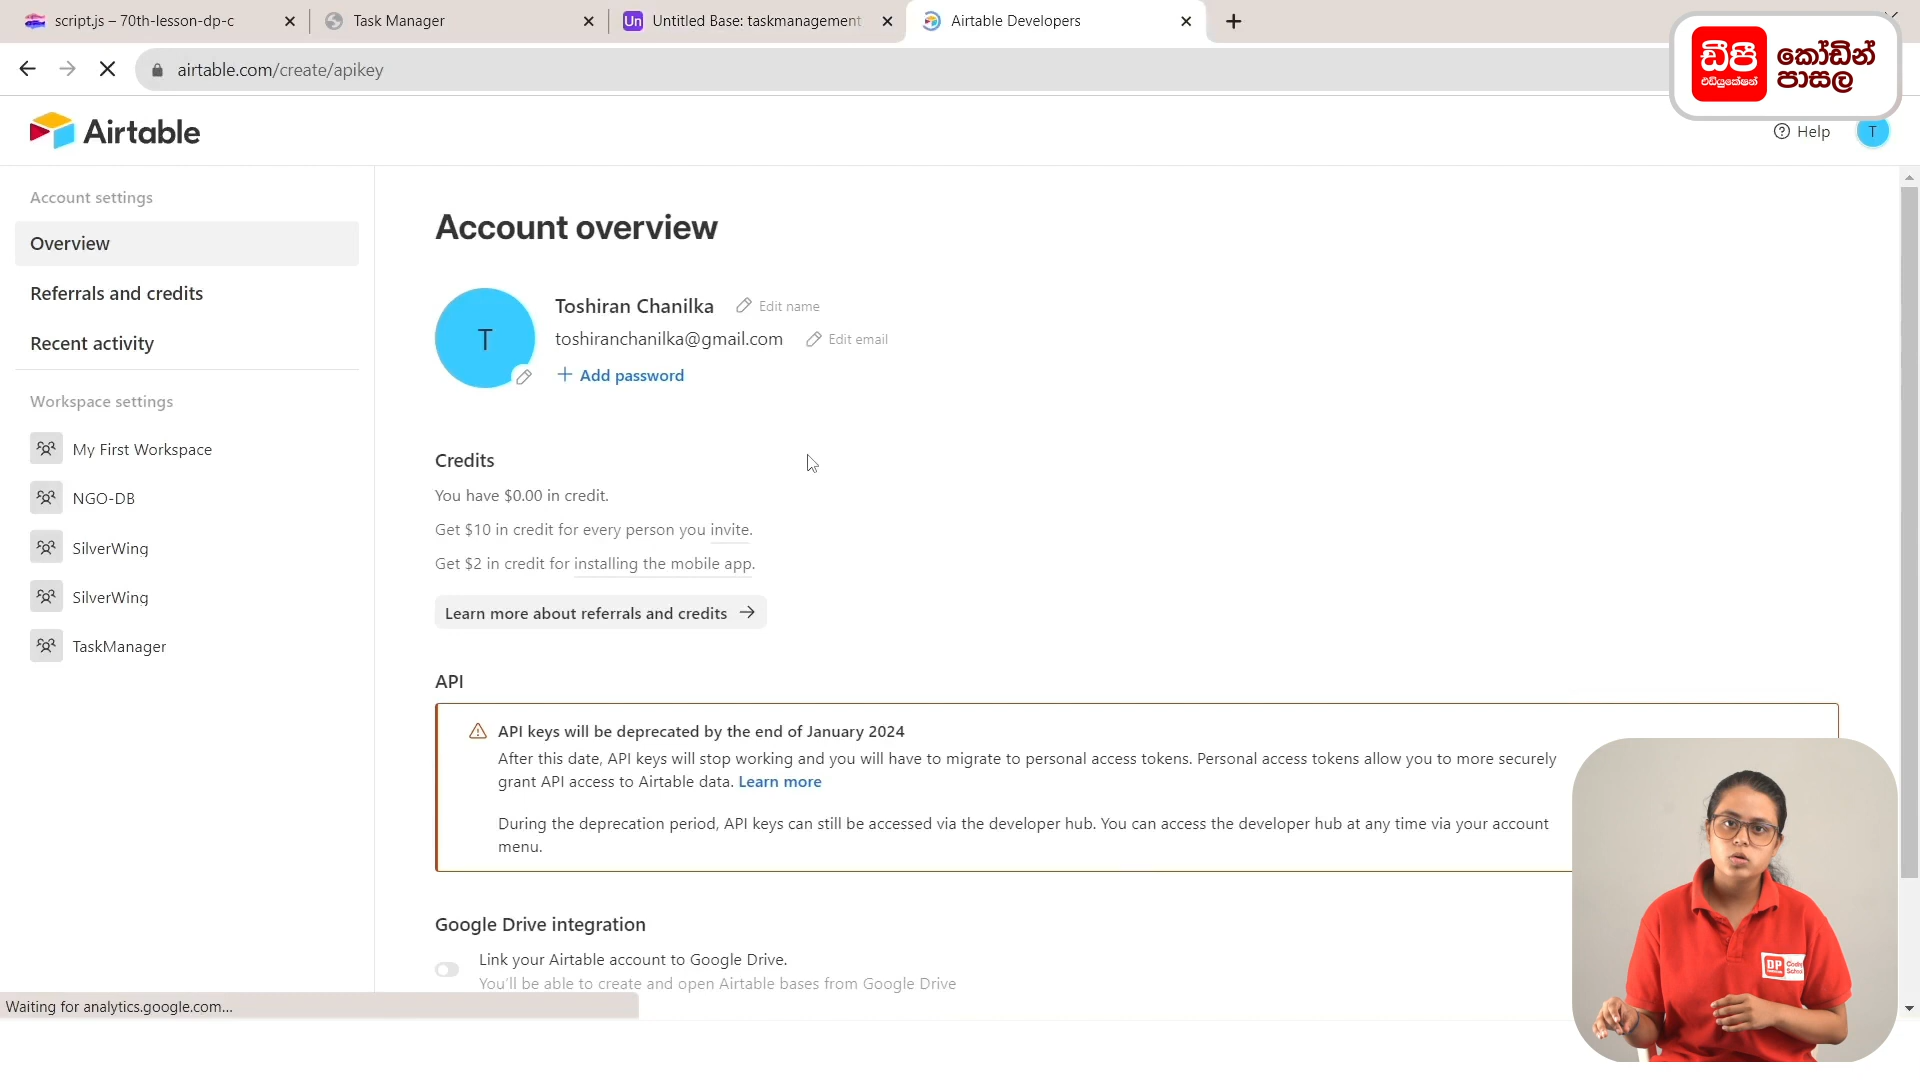 script.js – 70th-lesson-dp-c
Task Manager
Un
Untitled Base: taskmanagement
Airtable Developers
airtable.com/create/apikey
ඩීපී
එඩියුකේෂන්
කෝඩින්
පාසල
Airtable
Help
T
Account settings
Overview
Referrals and credits
Recent activity
Workspace settings
My First Workspace
NGO-DB
SilverWing
SilverWing
TaskManager
Account overview
T
Toshiran Chanilka
Edit name
toshiranchanilka@gmail.com
Edit email
+ Add password
Credits
You have $0.00 in credit.
Get $10 in credit for every person you invite.
Get $2 in credit for installing the mobile app.
Learn more about referrals and credits →
API
API keys will be deprecated by the end of January 2024
After this date, API keys will stop working and you will have to migrate to personal access tokens. Personal access tokens allow you to more securely
grant API access to Airtable data. Learn more
During the deprecation period, API keys can still be accessed via the developer hub. You can access the developer hub at any time via your account
menu.
Google Drive integration
Link your Airtable account to Google Drive.
You'll be able to create and open Airtable bases from Google Drive
Waiting for analytics.google.com...
DP